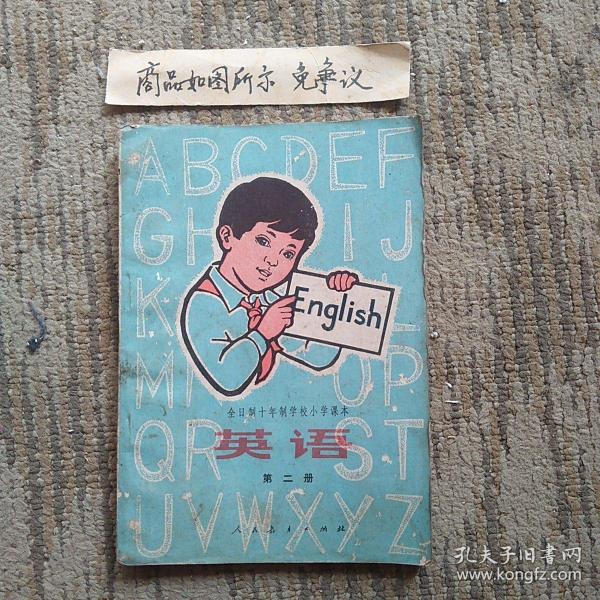 商品如图所示 免争议
ABCDEF
GH IJ
K L
M OP
English
全日制十年制学校小学课本
英语
QR ST
第二册
UVWXYZ
人民教育出版社
孔夫子旧书网
www.kongfz.com